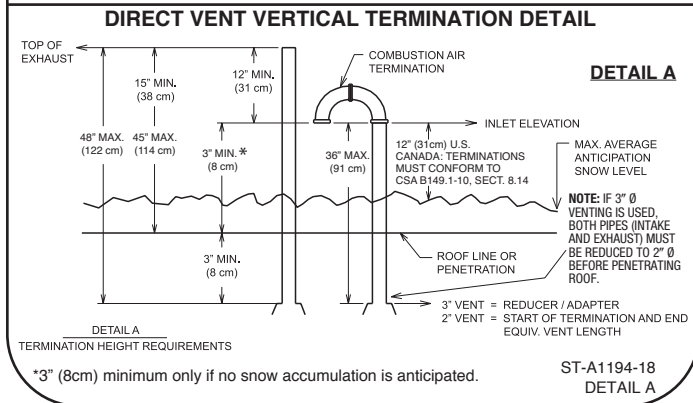 DIRECT VENT VERTICAL TERMINATION DETAIL
TOP OF
EXHAUST
15” MIN.
(38 cm)
12” MIN.
(31 cm)
COMBUSTION AIR
TERMINATION
DETAIL A
INLET ELEVATION
48” MAX.
(122 cm)
45” MAX.
(114 cm)
3” MIN.*
(8 cm)
36” MAX.
(91 cm)
12” (31cm) U.S.
CANADA: TERMINATIONS
MUST CONFORM TO
CSA B149.1-10, SECT. 8.14
MAX. AVERAGE
ANTICIPATION
SNOW LEVEL
NOTE: IF 3” Ø
VENTING IS USED,
BOTH PIPES (INTAKE
AND EXHAUST) MUST
BE REDUCED TO 2” Ø
BEFORE PENETRATING
ROOF.
3” MIN.
(8 cm)
ROOF LINE OR
PENETRATION
3” VENT = REDUCER / ADAPTER
2” VENT = START OF TERMINATION AND END
EQUIV. VENT LENGTH
DETAIL A
TERMINATION HEIGHT REQUIREMENTS
*3” (8cm) minimum only if no snow accumulation is anticipated.
ST-A1194-18
DETAIL A